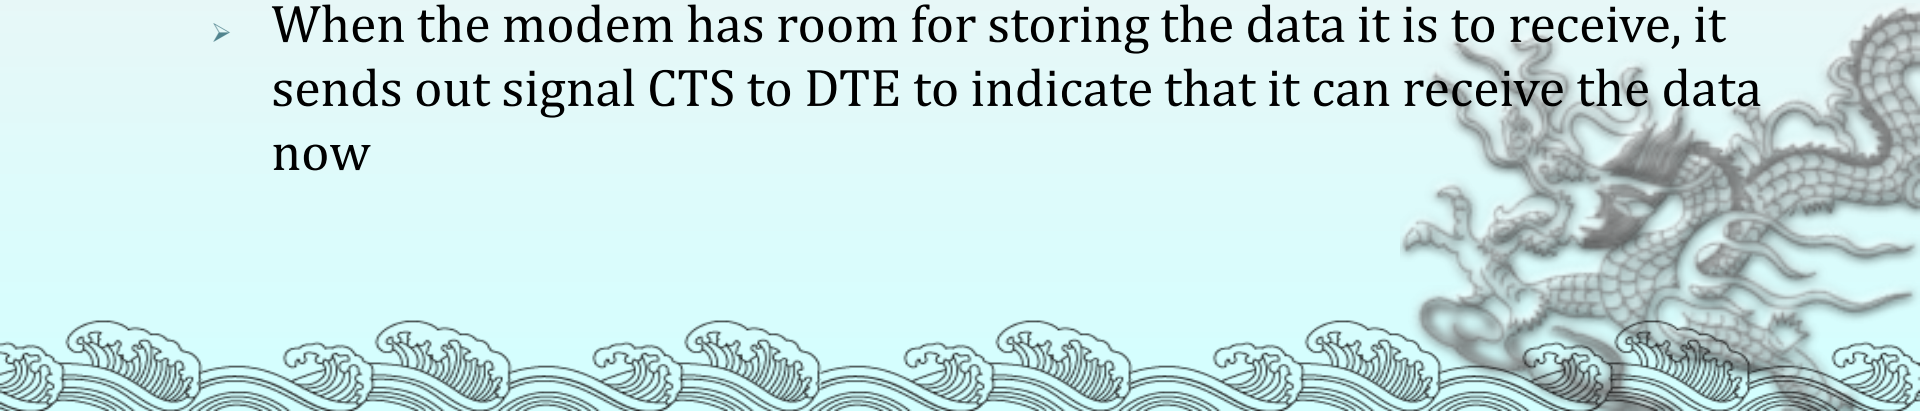 When the modem has room for storing the data it is to receive, it
sends out signal CTS to DTE to indicate that it can receive the data
now